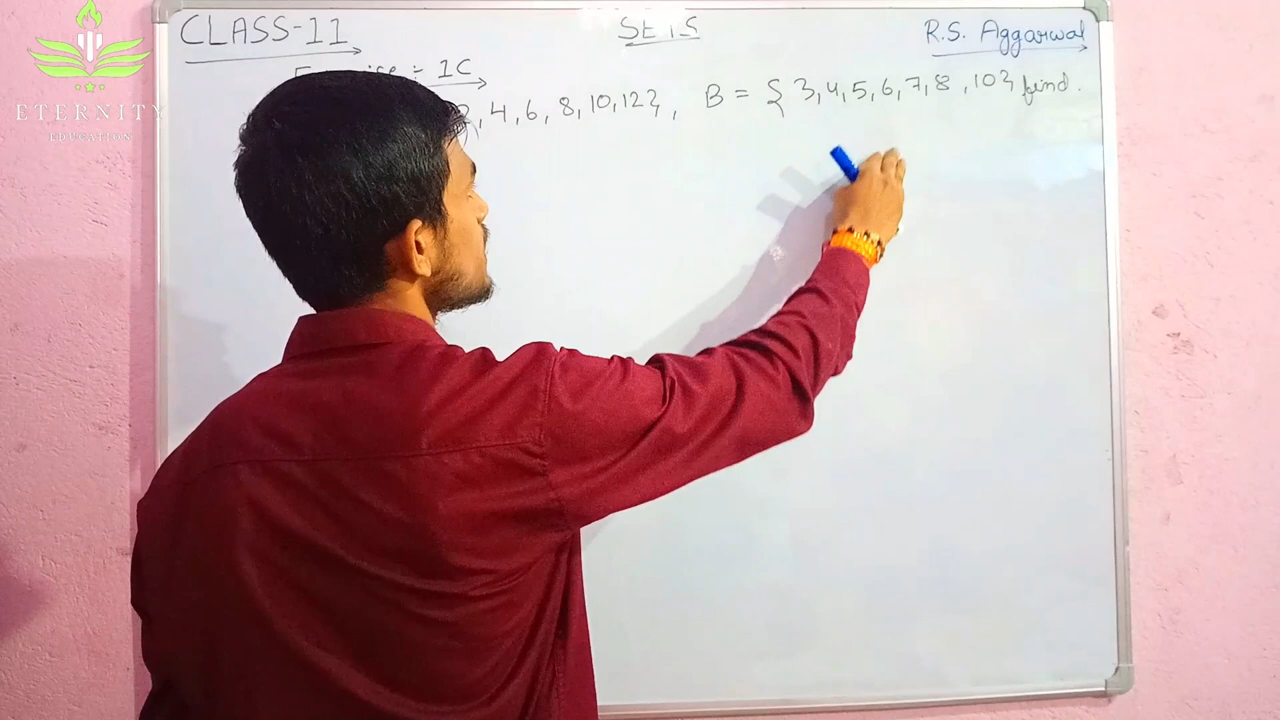 ETERNITY
EDUCATION
CLASS-11
SETS
R.S. Aggarwal
1C
, 4, 6, 8, 10, 12}, B = { 3, 4, 5, 6, 7, 8 , 10} find.